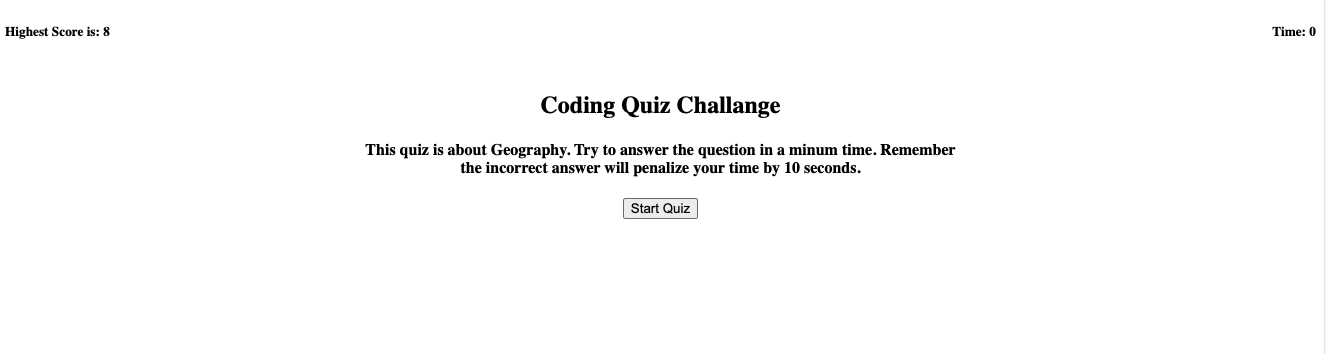 Highest Score is: 8
Time: 0
Coding Quiz Challange
This quiz is about Geography. Try to answer the question in a minum time. Remember
the incorrect answer will penalize your time by 10 seconds.
Start Quiz